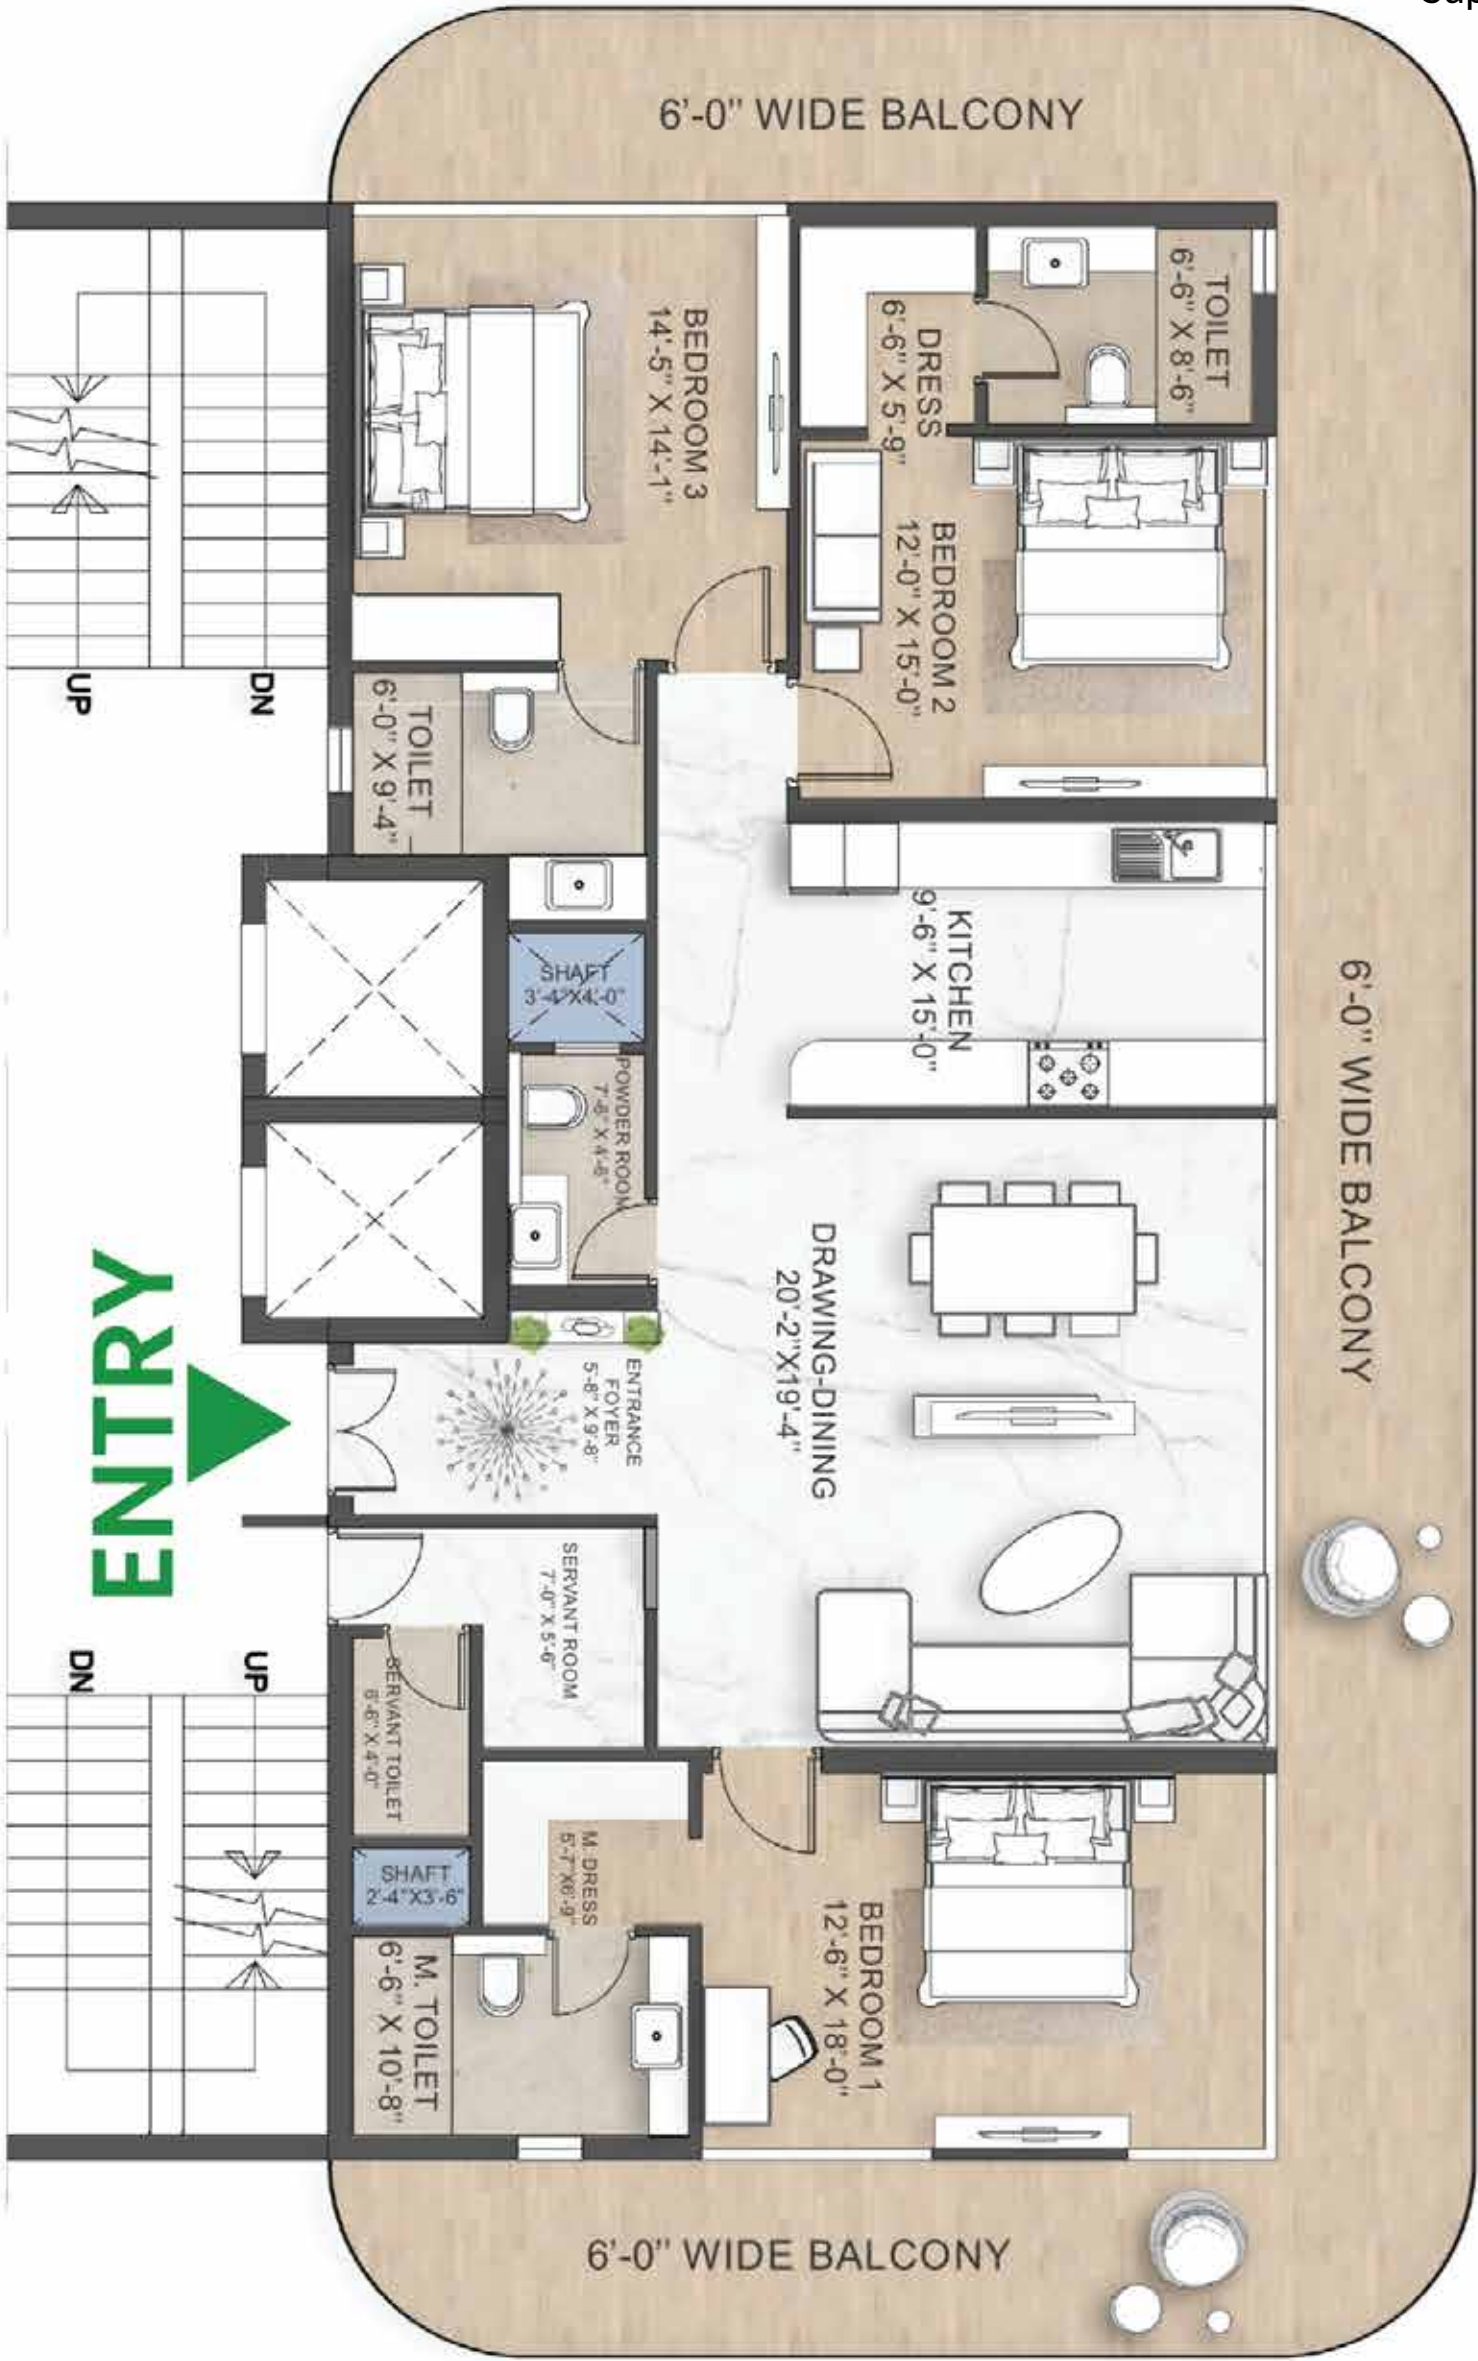 6'-0" WIDE BALCONY
TOILET
6'-6" X 8'-6"
DRESS
6'-6" X 5'-9"
BEDROOM 3
14'-5" X 14'-1"
BEDROOM 2
12'-0" X 15'-0"
UP
DN
TOILET
6'-0" X 9'-4"
KITCHEN
9'-6" X 15'-0"
SHAFT
3'-4"X4'-0"
POWDER ROOM
7'-6" X 4'-6"
6'-0" WIDE BALCONY
DRAWING-DINING
20'-2"X19'-4"
ENTRY
ENTRANCE
FOYER
5'-8" X 9'-8"
SERVANT ROOM
7'-0" X 5'-6"
DN
UP
SERVANT TOILET
6'-6" X 4'-0"
SHAFT
2'-4"X3'-6"
M. DRESS
5'-7"X6'-9"
BEDROOM 1
12'-6" X 18'-0"
M. TOILET
6'-6" X 10'-8"
6'-0" WIDE BALCONY